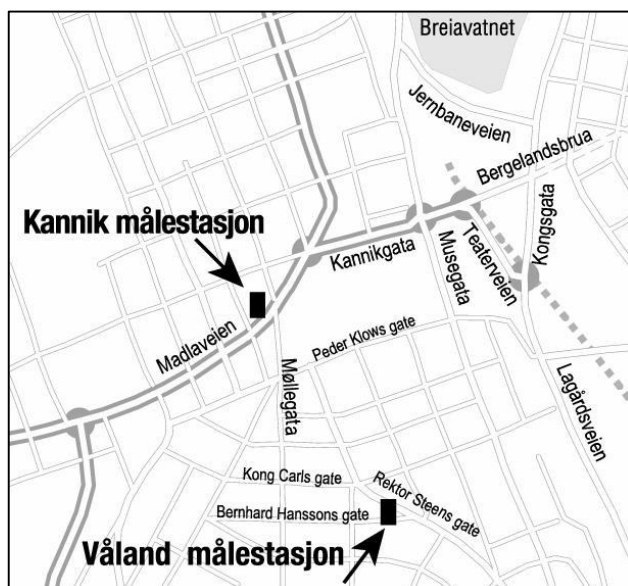 Breiavatnet
Jernbaneveien
Bergelandsbrua
Kongsgata
Kannik målestasjon
Kannikgata
Musegata
Teaterveien
Madlaveien
Peder Klows gate
Møllegata
Lagårdsveien
Kong Carls gate
Rektor Steens gate
Bernhard Hanssons gate
Våland målestasjon